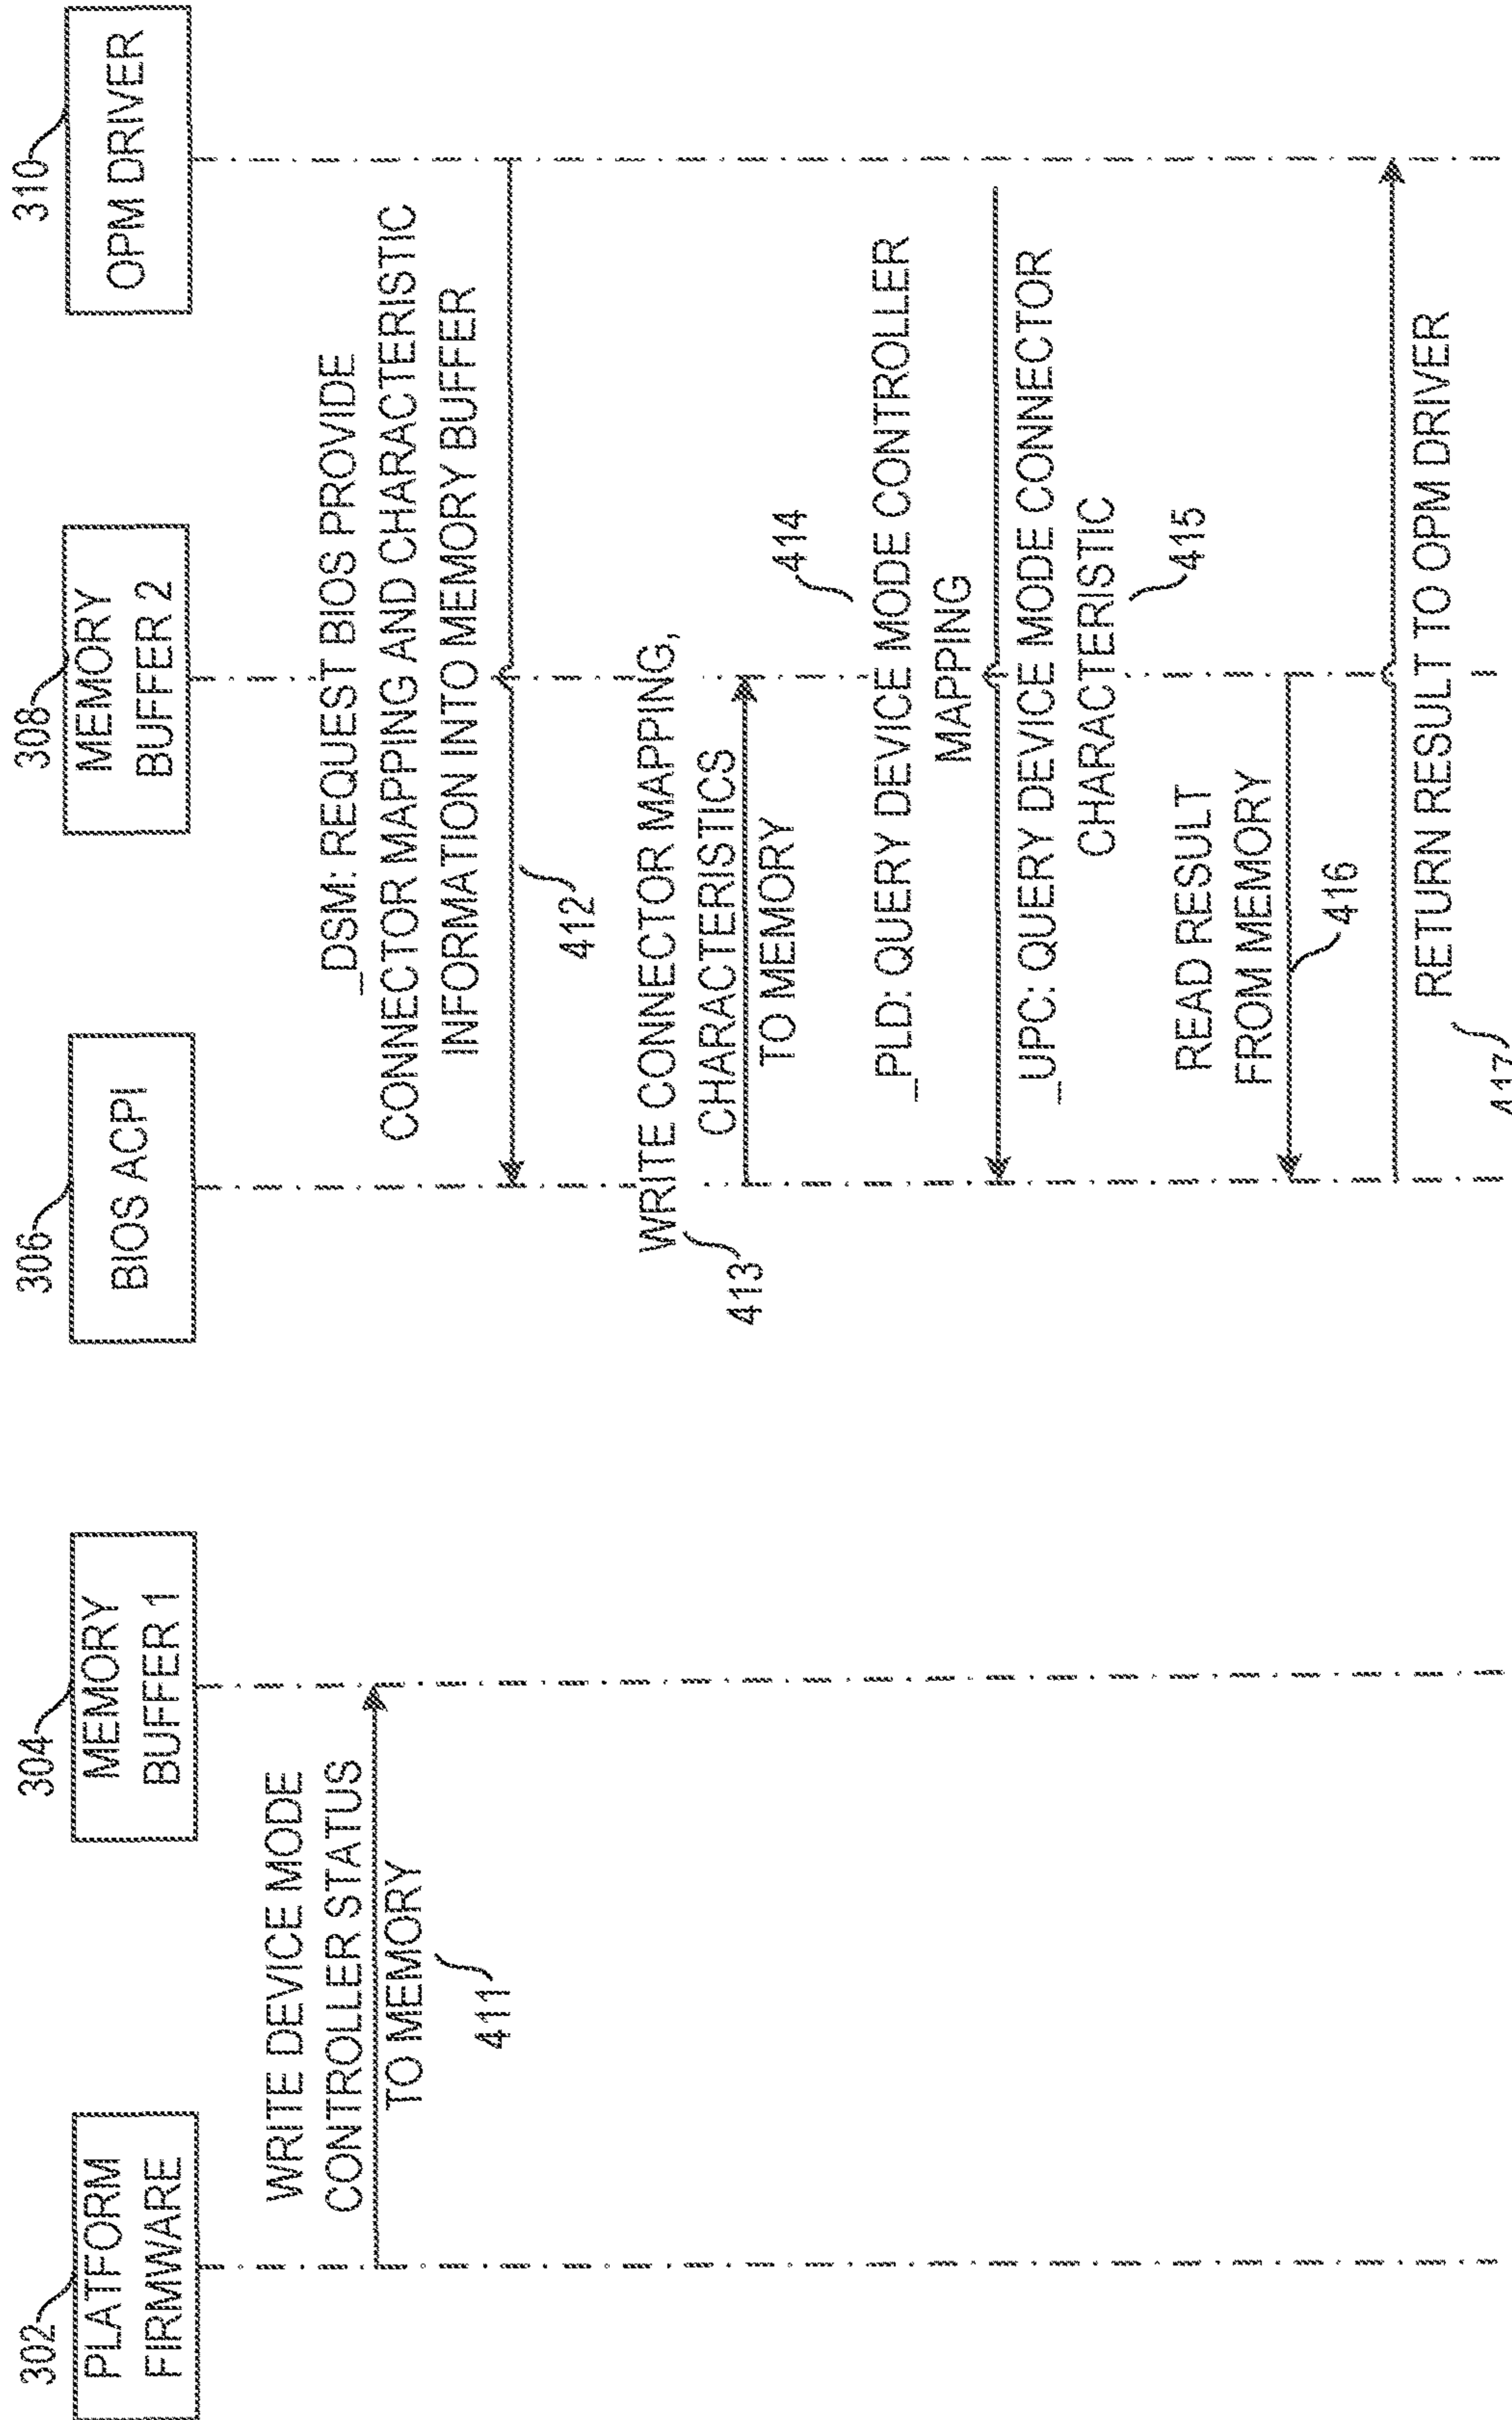 302
PLATFORM
FIRMWARE
304
MEMORY
BUFFER 1
306
BIOS ACPI
308
MEMORY
BUFFER 2
310
OPM DRIVER
WRITE DEVICE MODE
CONTROLLER STATUS
TO MEMORY
411
_DSM: REQUEST BIOS PROVIDE
CONNECTOR MAPPING AND CHARACTERISTIC
INFORMATION INTO MEMORY BUFFER
412
WRITE CONNECTOR MAPPING,
CHARACTERISTICS
TO MEMORY
413
414
_PLD: QUERY DEVICE MODE CONTROLLER
MAPPING
_UPC: QUERY DEVICE MODE CONNECTOR
CHARACTERISTIC
415
READ RESULT
FROM MEMORY
416
RETURN RESULT TO OPM DRIVER
417